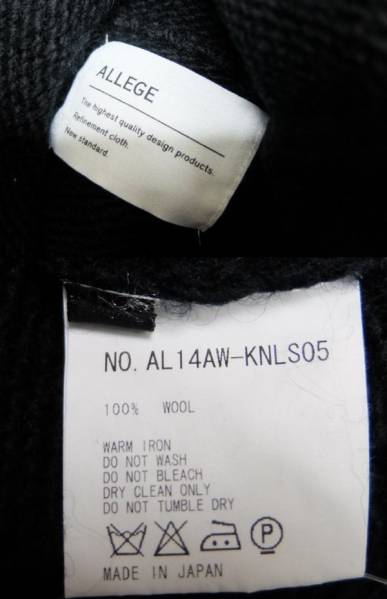 ALLEGE
The highest quality design products.
Refinement cloth.
New standard.
NO. AL14AW-KNLS05
100% WOOL
WARM IRON
DO NOT WASH
DO NOT BLEACH
DRY CLEAN ONLY
DO NOT TUMBLE DRY
P
MADE IN JAPAN